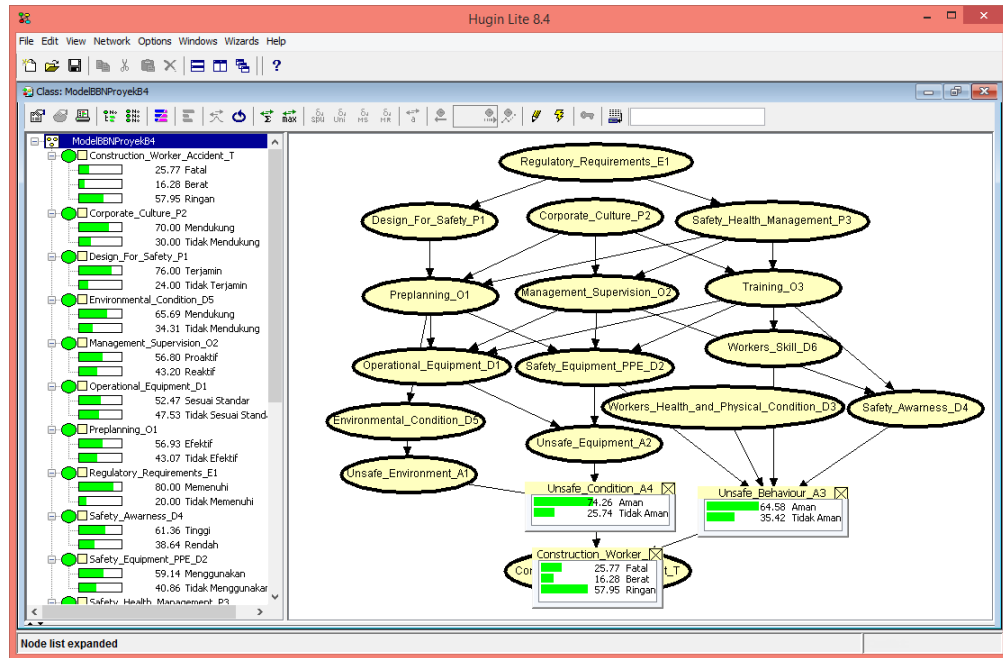 Hugin Lite 8.4
File Edit View Network Options Windows Wizards Help
Class: ModelBBNProyekB4
ModelBBNProyekB4
Construction_Worker_Accident_T
25.77 Fatal
16.28 Berat
57.95 Ringan
Corporate_Culture_P2
70.00 Mendukung
30.00 Tidak Mendukung
Design_For_Safety_P1
76.00 Terjamin
24.00 Tidak Terjamin
Environmental_Condition_D5
65.69 Mendukung
34.31 Tidak Mendukung
Management_Supervision_O2
56.80 Proaktif
43.20 Reaktif
Operational_Equipment_D1
52.47 Sesuai Standar
47.53 Tidak Sesuai Stand
Preplanning_O1
56.93 Efektif
43.07 Tidak Efektif
Regulatory_Requirements_E1
80.00 Memenuhi
20.00 Tidak Memenuhi
Safety_Awarness_D4
61.36 Tinggi
38.64 Rendah
Safety_Equipment_PPE_D2
59.14 Menggunakan
40.86 Tidak Menggunakan
Safety_Health_Management_P3
Regulatory_Requirements_E1
Design_For_Safety_P1
Corporate_Culture_P2
Safety_Health_Management_P3
Preplanning_O1
Management_Supervision_O2
Training_O3
Operational_Equipment_D1
Safety_Equipment_PPE_D2
Workers_Skill_D6
Environmental_Condition_D5
Workers_Health_and_Physical_Condition_D3
Safety_Awarness_D4
Unsafe_Environment_A1
Unsafe_Equipment_A2
Unsafe_Condition_A4
74.26 Aman
25.74 Tidak Aman
Unsafe_Behaviour_A3
64.58 Aman
35.42 Tidak Aman
Construction_Worker_
25.77 Fatal
16.28 Berat
57.95 Ringan
Node list expanded